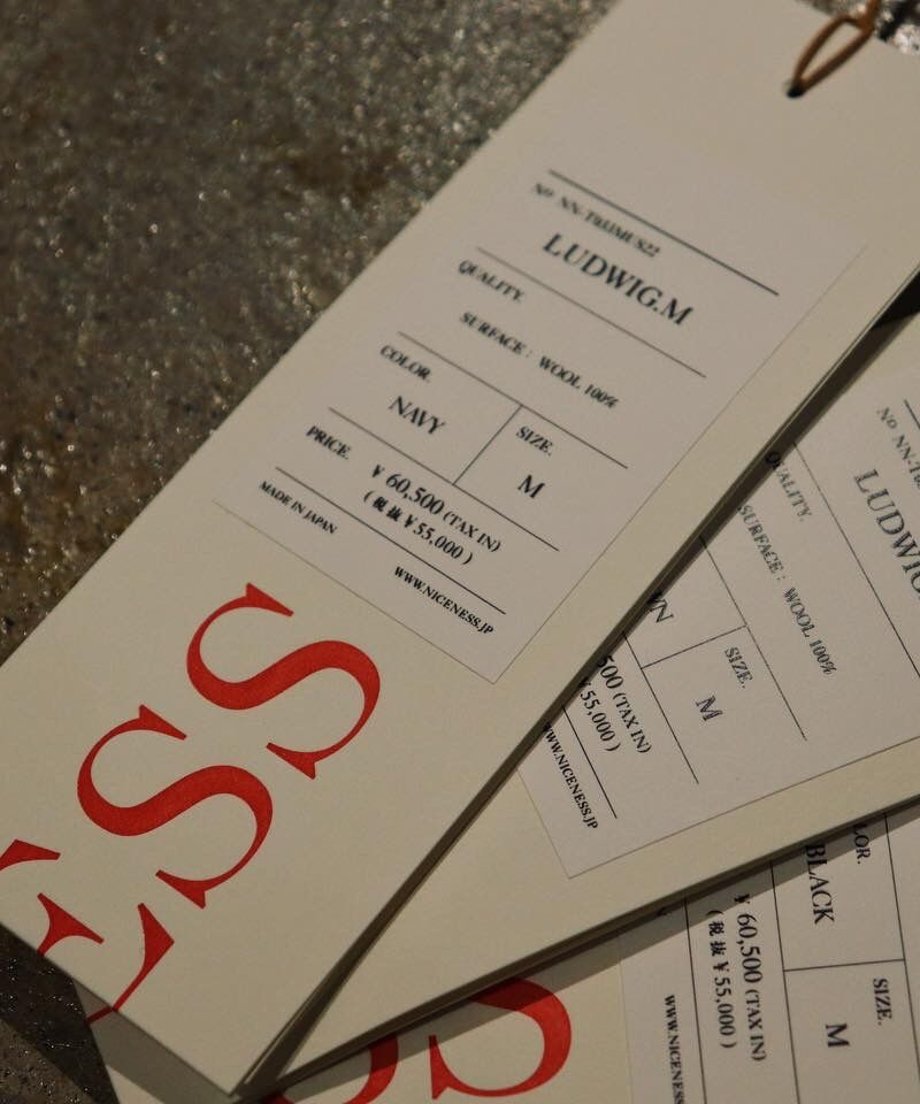 LUDWIG.M
QUALITY.
SURFACE : WOOL 100%
COLOR.
NAVY
SIZE.
M
PRICE.
¥ 60,500 (TAX IN)
( 税 抜 ¥ 55,000 )
MADE IN JAPAN
WWW.NICENESS.JP
ESS
QUALITY.
SURFACE : WOOL 100%
SIZE.
M
500 (TAX IN)
¥ 55,000 )
WWW.NICENESS.JP
BLACK
SIZE.
M
¥ 60,500 (TAX IN)
( 税 抜 ¥ 55,000 )
S